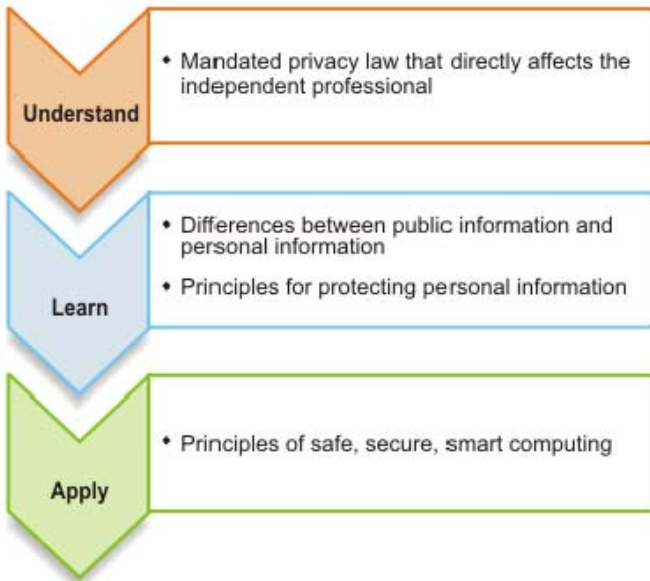 Understand
• Mandated privacy law that directly affects the
independent professional
Learn
• Differences between public information and
personal information
• Principles for protecting personal information
Apply
• Principles of safe, secure, smart computing